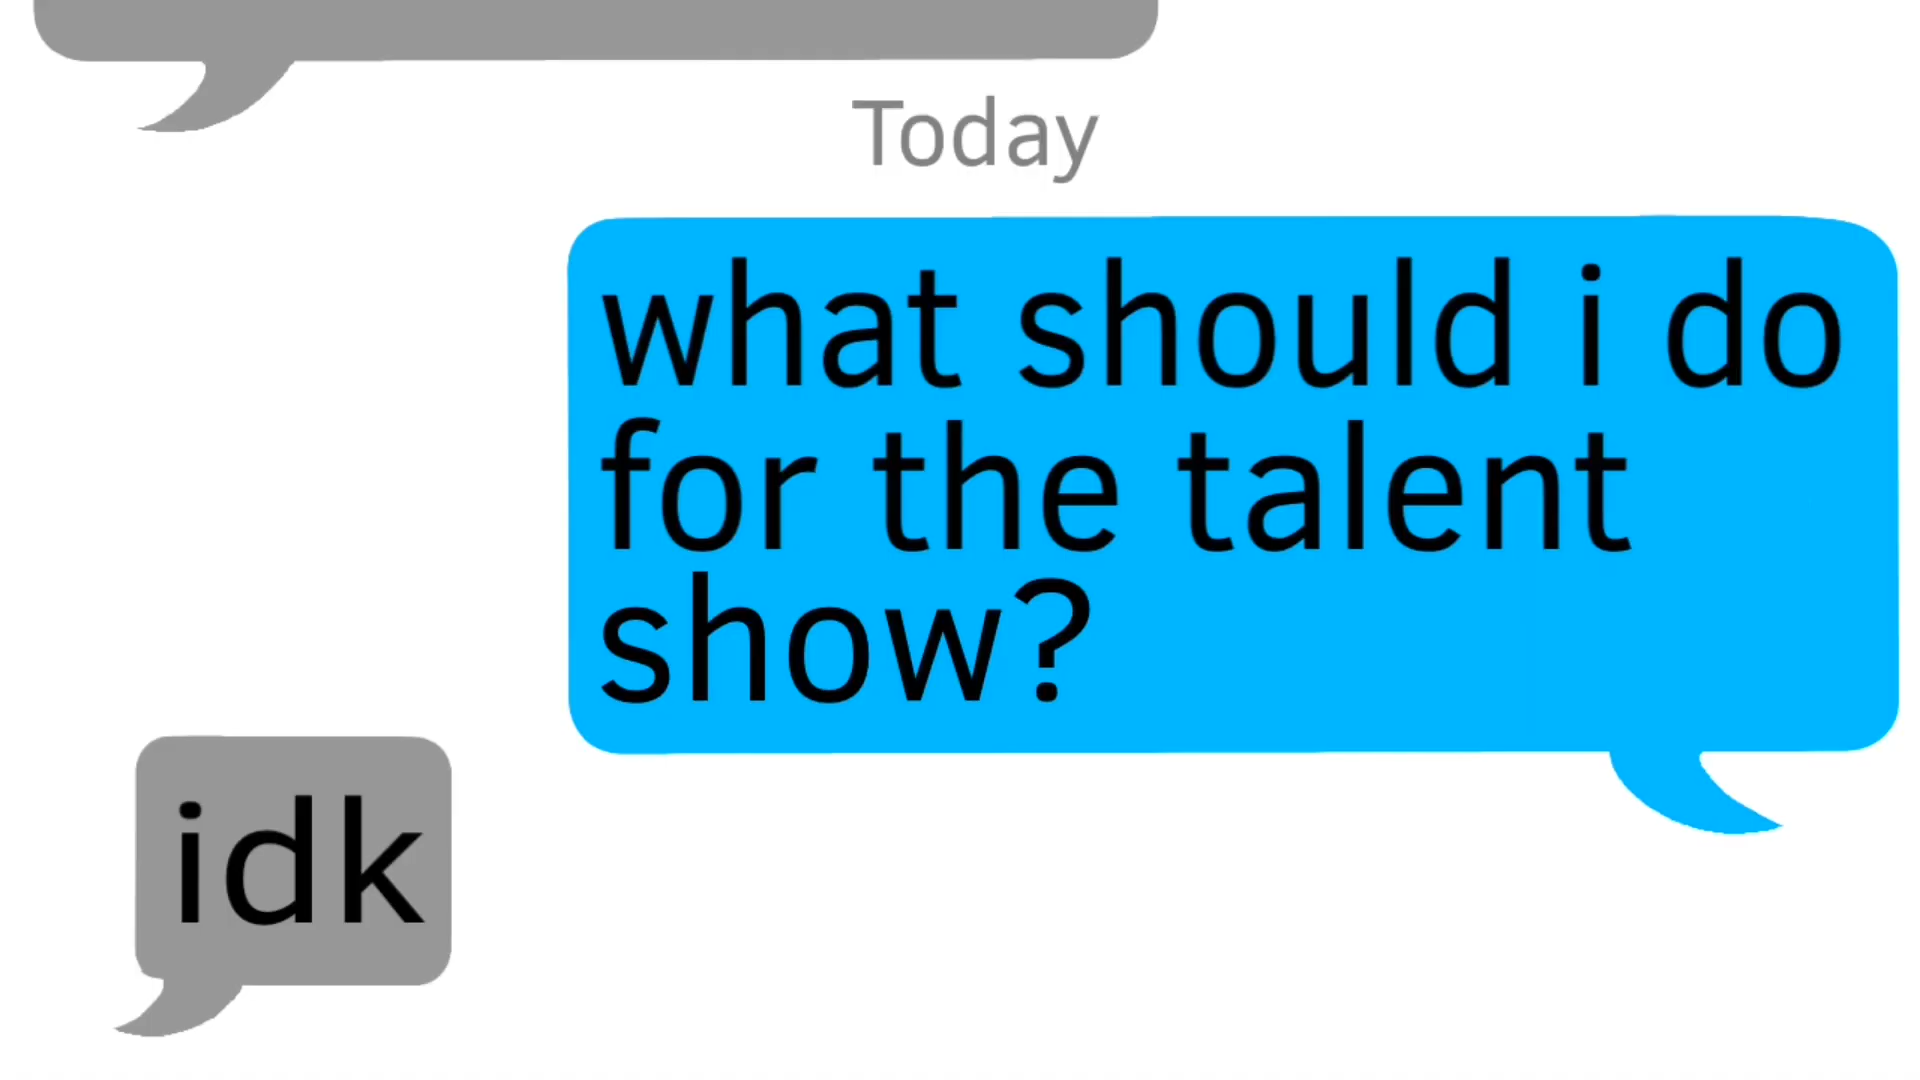 Today
what should i do
for the talent
show?
idk